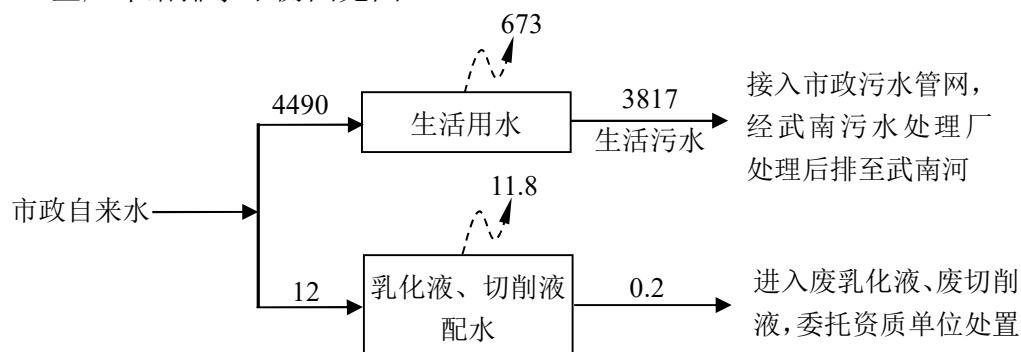 673
4490
生活用水
3817
生活污水
接入市政污水管网，
经武南污水处理厂
处理后排至武南河
市政自来水
11.8
12
乳化液、切削液
配水
0.2
进入废乳化液、废切削
液，委托资质单位处置